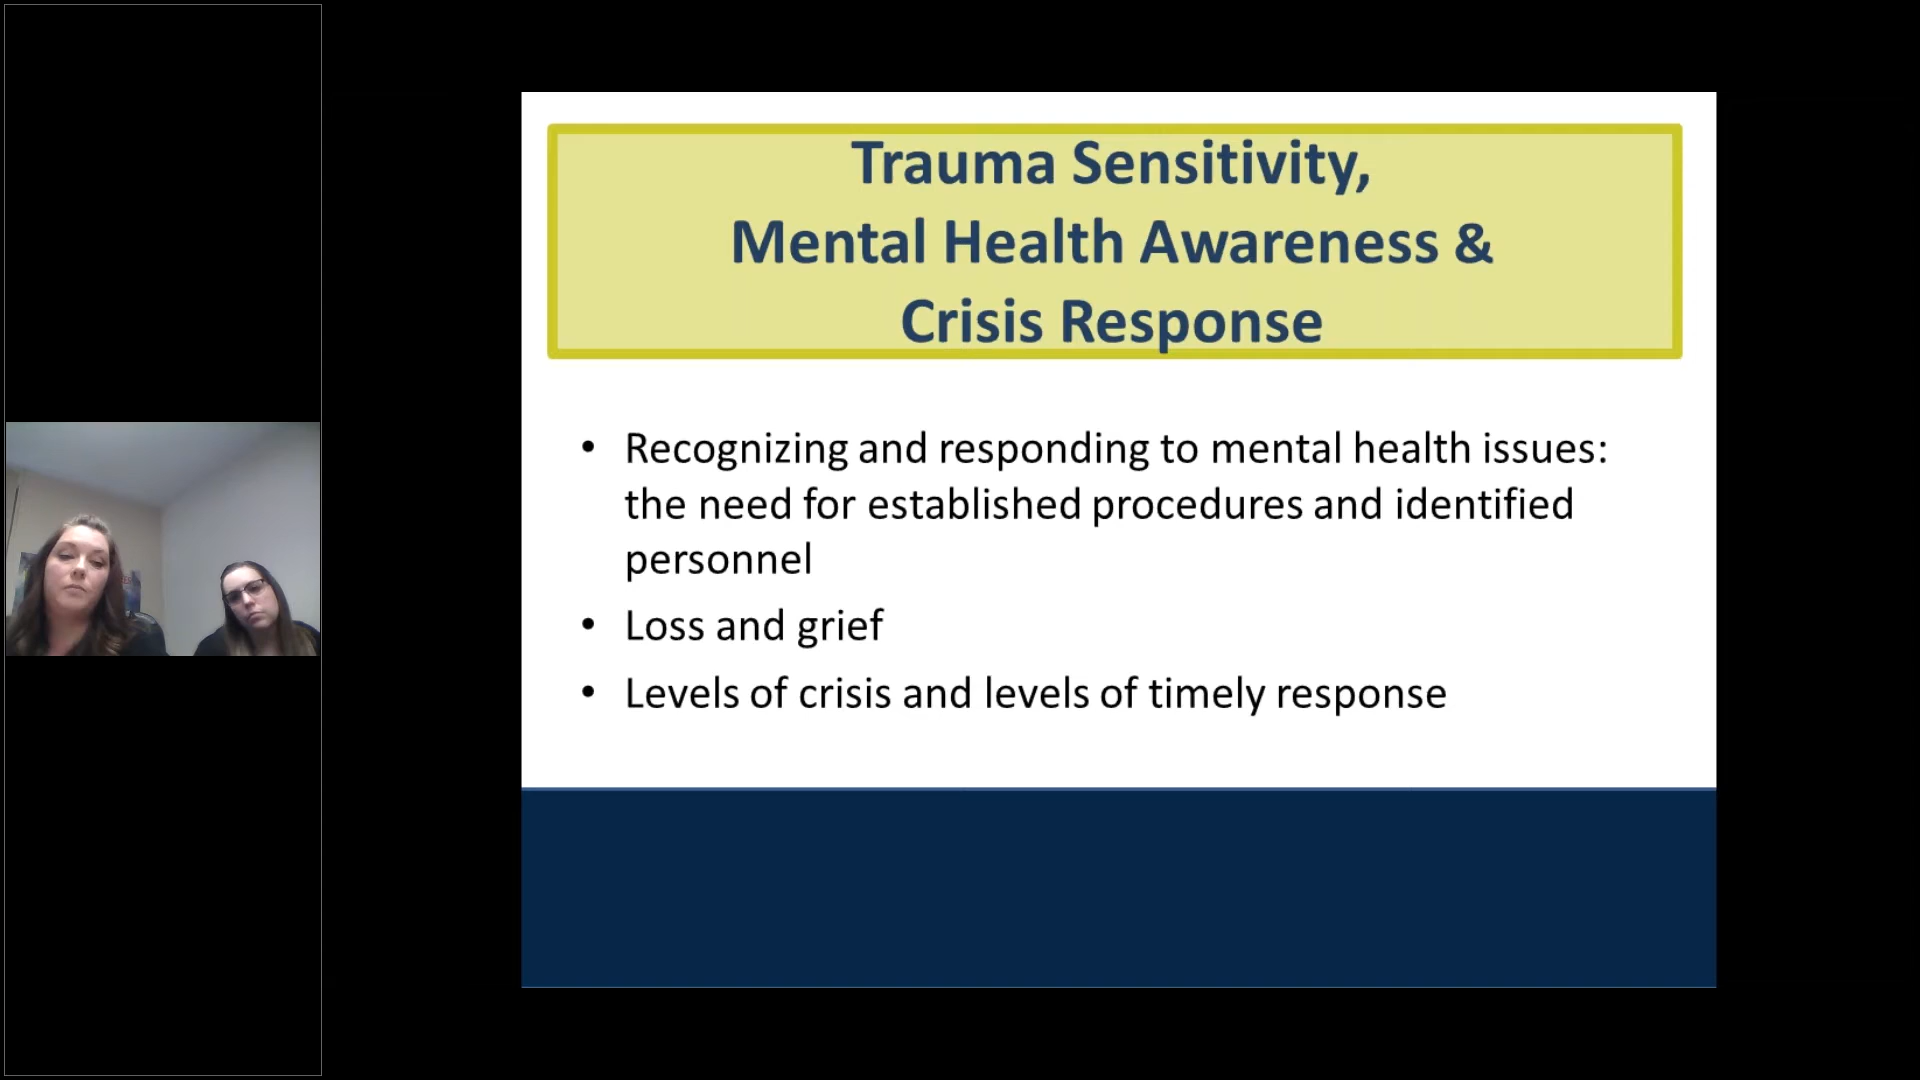 Trauma Sensitivity,
Mental Health Awareness &
Crisis Response
• Recognizing and responding to mental health issues:
the need for established procedures and identified
personnel
• Loss and grief
• Levels of crisis and levels of timely response